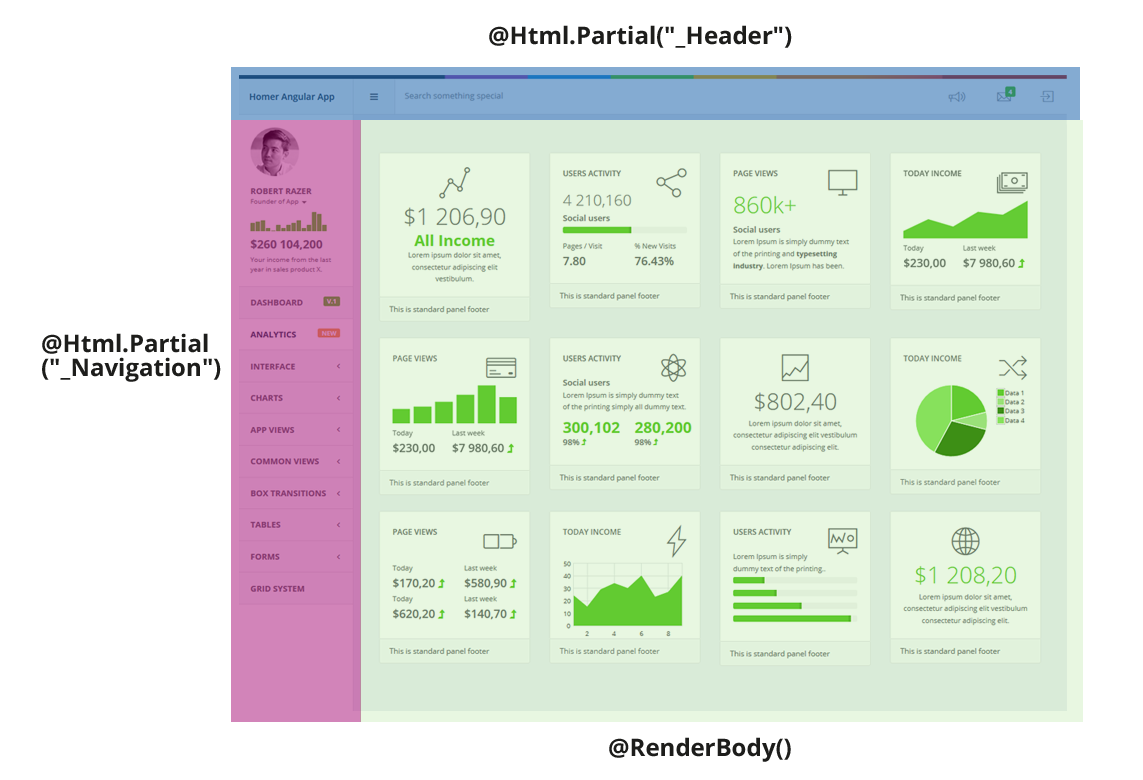 @Html.Partial("_Header")
Homer Angular App
Search something special
4
@Html.Partial
("_Navigation")
ROBERT RAZER
Founder of App
$260 104,200
Your income from the last
year in sales product X.
DASHBOARD V.1
ANALYTICS NEW
INTERFACE
CHARTS
APP VIEWS
COMMON VIEWS
BOX TRANSITIONS
TABLES
FORMS
GRID SYSTEM
$1 206,90
All Income
Lorem ipsum dolor sit amet,
consectetur adipiscing elit
vestibulum.
This is standard panel footer
USERS ACTIVITY
4 210,160
Social users
Pages / Visit % New Visits
7.80 76.43%
This is standard panel footer
PAGE VIEWS
860k+
Social users
Lorem Ipsum is simply dummy text
of the printing and typesetting
industry. Lorem Ipsum has been.
This is standard panel footer
TODAY INCOME
Today Last week
$230,00 $7 980,60
This is standard panel footer
PAGE VIEWS
Today Last week
$230,00 $7 980,60
This is standard panel footer
USERS ACTIVITY
Social users
Lorem Ipsum is simply dummy text
of the printing simply all dummy text.
300,102 280,200
98% 98%
This is standard panel footer
$802,40
Lorem ipsum dolor sit amet,
consectetur adipiscing elit vestibulum
consectetur adipiscing elit.
This is standard panel footer
TODAY INCOME
Data 1
Data 2
Data 3
Data 4
This is standard panel footer
PAGE VIEWS
Today Last week
$170,20 $580,90
Today Last week
$620,20 $140,70
This is standard panel footer
TODAY INCOME
50
40
30
20
10
0
2 4 6 8
This is standard panel footer
USERS ACTIVITY
Lorem Ipsum is simply
dummy text of the printing..
This is standard panel footer
$1 208,20
Lorem ipsum dolor sit amet,
consectetur adipiscing elit vestibulum
consectetur adipiscing elit.
This is standard panel footer
@RenderBody()